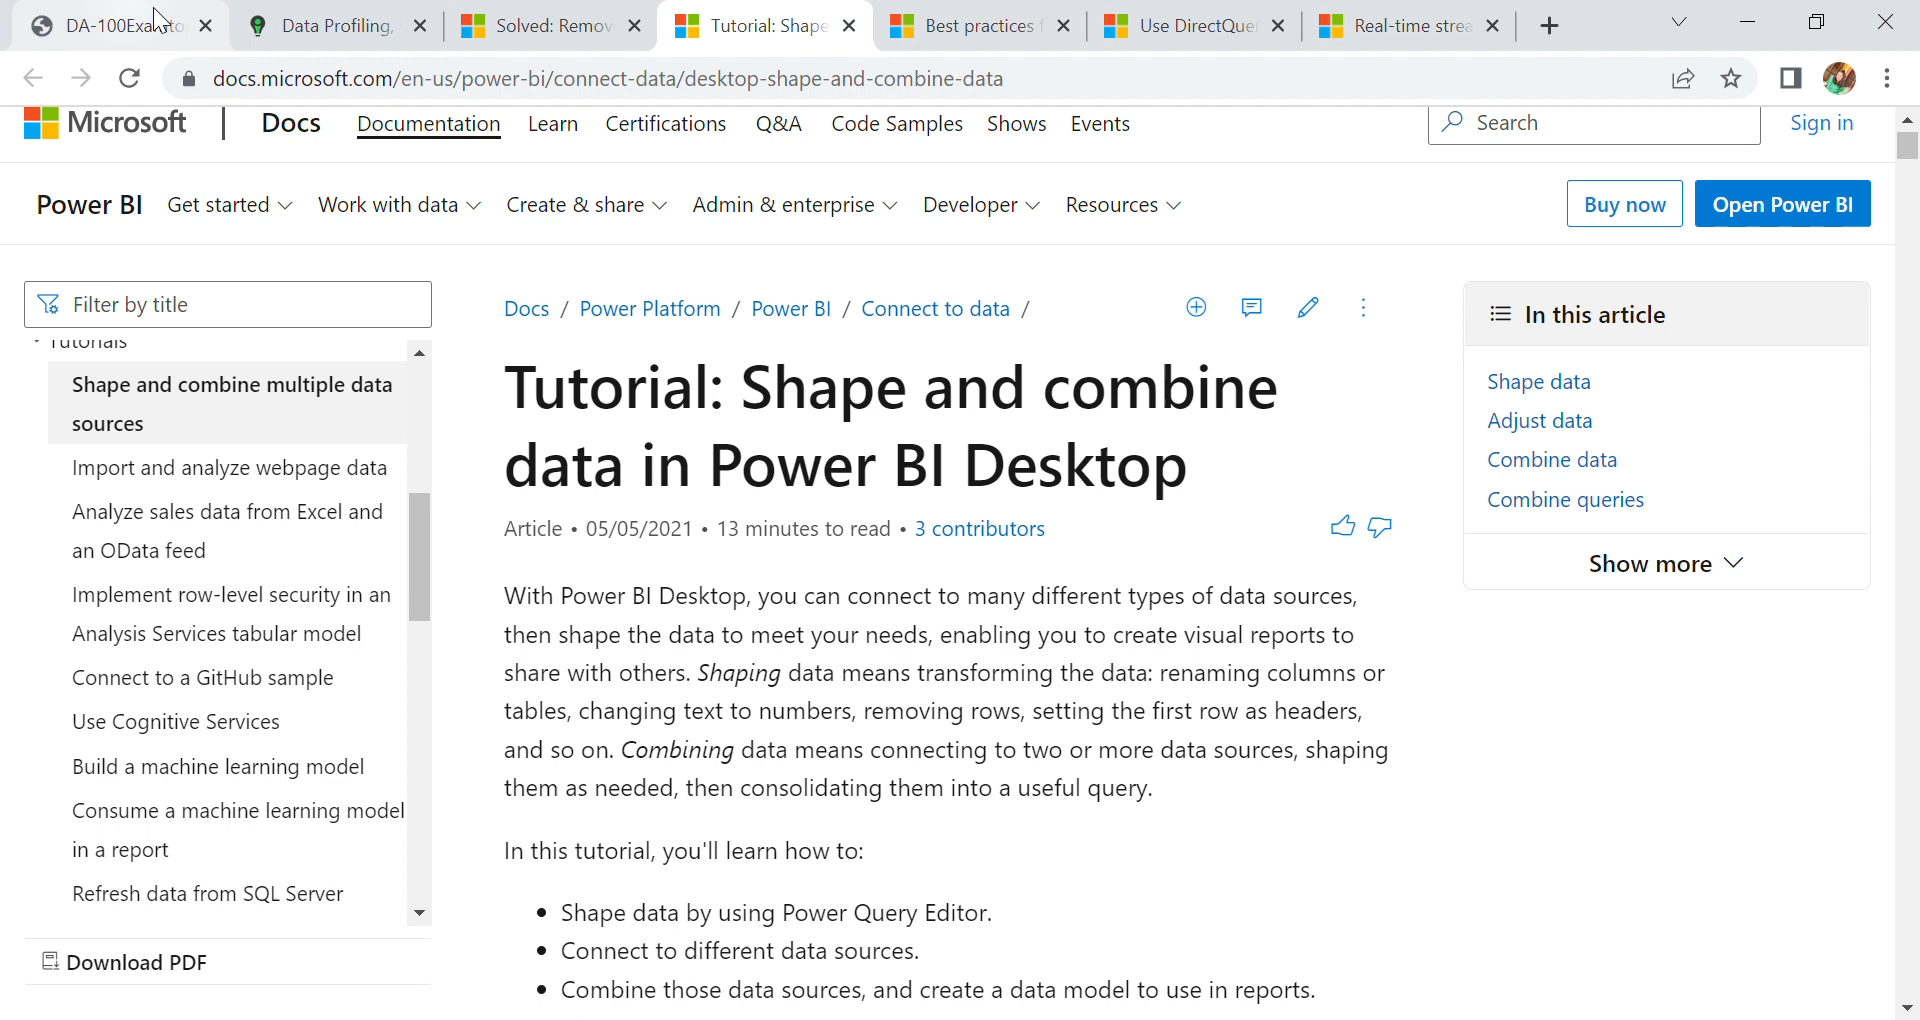 DA-100Exa
Data Profiling,
Solved: Remov
Tutorial: Shape
Best practices
Use DirectQue
Real-time strea
docs.microsoft.com/en-us/power-bi/connect-data/desktop-shape-and-combine-data
Microsoft
Docs Documentation Learn Certifications Q&A Code Samples Shows Events
Search
Sign in
Power BI Get started Work with data Create & share Admin & enterprise Developer Resources
Buy now
Open Power BI
Filter by title
Tutorials
Shape and combine multiple data
sources
Import and analyze webpage data
Analyze sales data from Excel and
an OData feed
Implement row-level security in an
Analysis Services tabular model
Connect to a GitHub sample
Use Cognitive Services
Build a machine learning model
Consume a machine learning model
in a report
Refresh data from SQL Server
Download PDF
Docs / Power Platform / Power BI / Connect to data /
Tutorial: Shape and combine
data in Power BI Desktop
Article • 05/05/2021 • 13 minutes to read • 3 contributors
With Power BI Desktop, you can connect to many different types of data sources,
then shape the data to meet your needs, enabling you to create visual reports to
share with others. Shaping data means transforming the data: renaming columns or
tables, changing text to numbers, removing rows, setting the first row as headers,
and so on. Combining data means connecting to two or more data sources, shaping
them as needed, then consolidating them into a useful query.
In this tutorial, you'll learn how to:
• Shape data by using Power Query Editor.
• Connect to different data sources.
• Combine those data sources, and create a data model to use in reports.
In this article
Shape data
Adjust data
Combine data
Combine queries
Show more